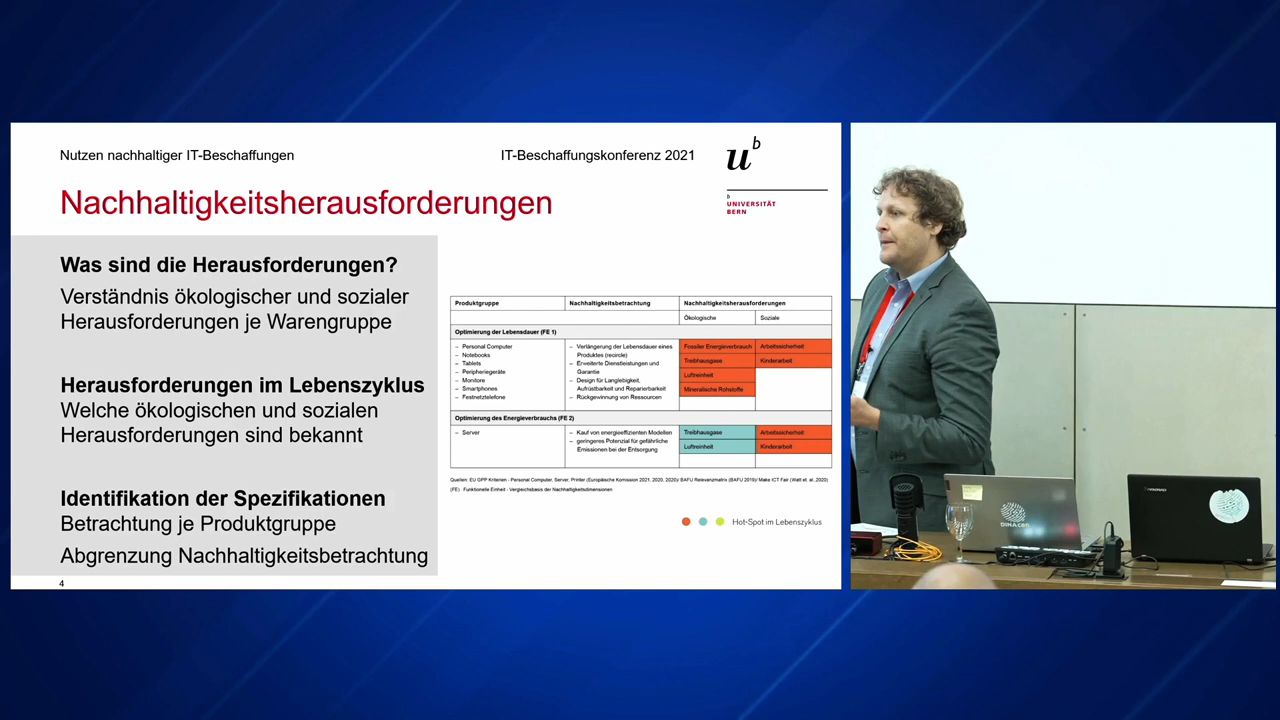 Nutzen nachhaltiger IT-Beschaffungen
IT-Beschaffungskonferenz 2021
u
b
b
UNIVERSITÄT
BERN
Nachhaltigkeitsherausforderungen
Was sind die Herausforderungen?
Verständnis ökologischer und sozialer
Herausforderungen je Warengruppe
Herausforderungen im Lebenszyklus
Welche ökologischen und sozialen
Herausforderungen sind bekannt
Identifikation der Spezifikationen
Betrachtung je Produktgruppe
Abgrenzung Nachhaltigkeitsbetrachtung
4
Produktgruppe
Nachhaltigkeitsbetrachtung
Nachhaltigkeitsherausforderungen
Ökologische
Soziale
Optimierung der Lebensdauer (FE 1)
– Personal Computer
– Notebooks
– Tablets
– Peripheriegeräte
– Monitore
– Smartphones
– Festnetztelefone
– Verlängerung der Lebensdauer eines
Produktes (recircle)
– Erweiterte Dienstleistungen und
Garantie
– Design für Langlebigkeit,
Aufrüstbarkeit und Reparierbarkeit
– Rückgewinnung von Ressourcen
Fossiler Energieverbrauch
Treibhausgase
Luftreinheit
Mineralische Rohstoffe
Arbeitssicherheit
Kinderarbeit
Optimierung des Energieverbrauchs (FE 2)
– Server
– Kauf von energieeffizienten Modellen
– geringeres Potenzial für gefährliche
Emissionen bei der Entsorgung
Treibhausgase
Luftreinheit
Arbeitssicherheit
Kinderarbeit
Quellen: EU GPP Kriterien - Personal Computer, Server, Printer (Europäische Komission 2021, 2020, 2020)/ BAFU Relevanzmatrix (BAFU 2019)/ Make ICT Fair (Watt et. al.,2020)
(FE) Funktionelle Einheit - Vergleichsbasis der Nachhaltigkeitsdimensionen
Hot-Spot im Lebenszyklus
DINAcon
lenovo